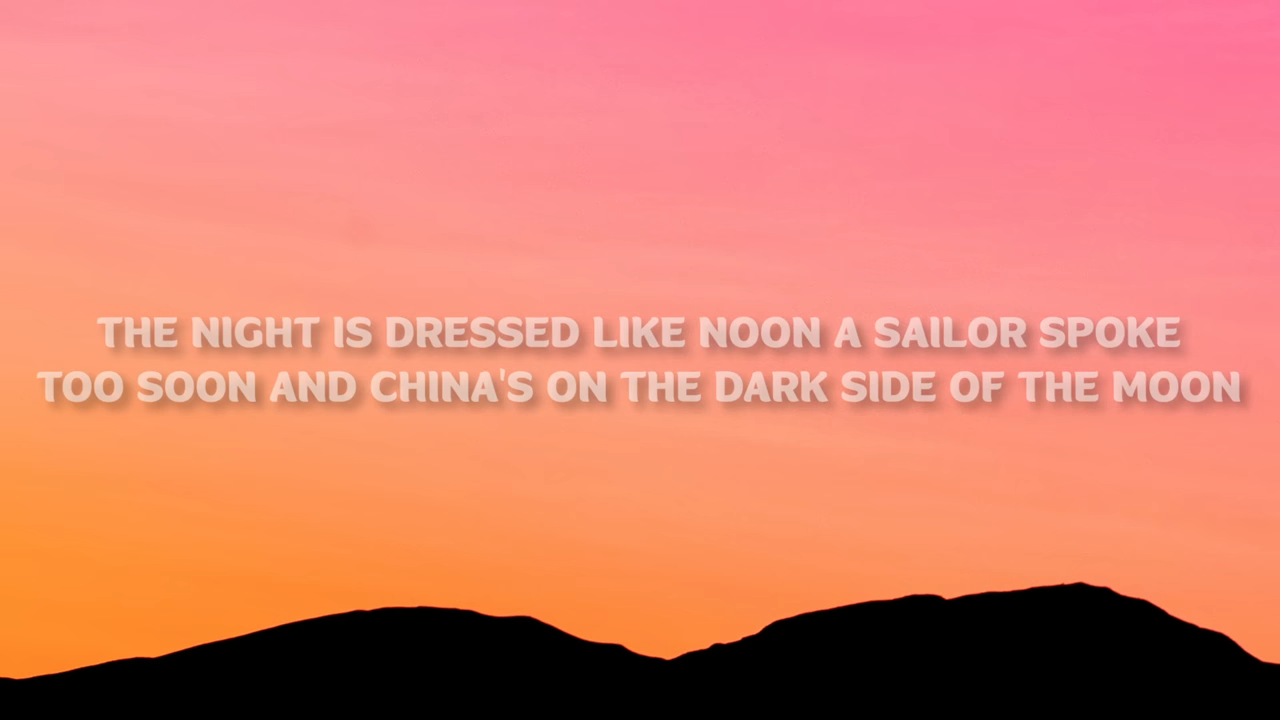 THE NIGHT IS DRESSED LIKE NOON A SAILOR SPOKE
TOO SOON AND CHINA'S ON THE DARK SIDE OF THE MOON